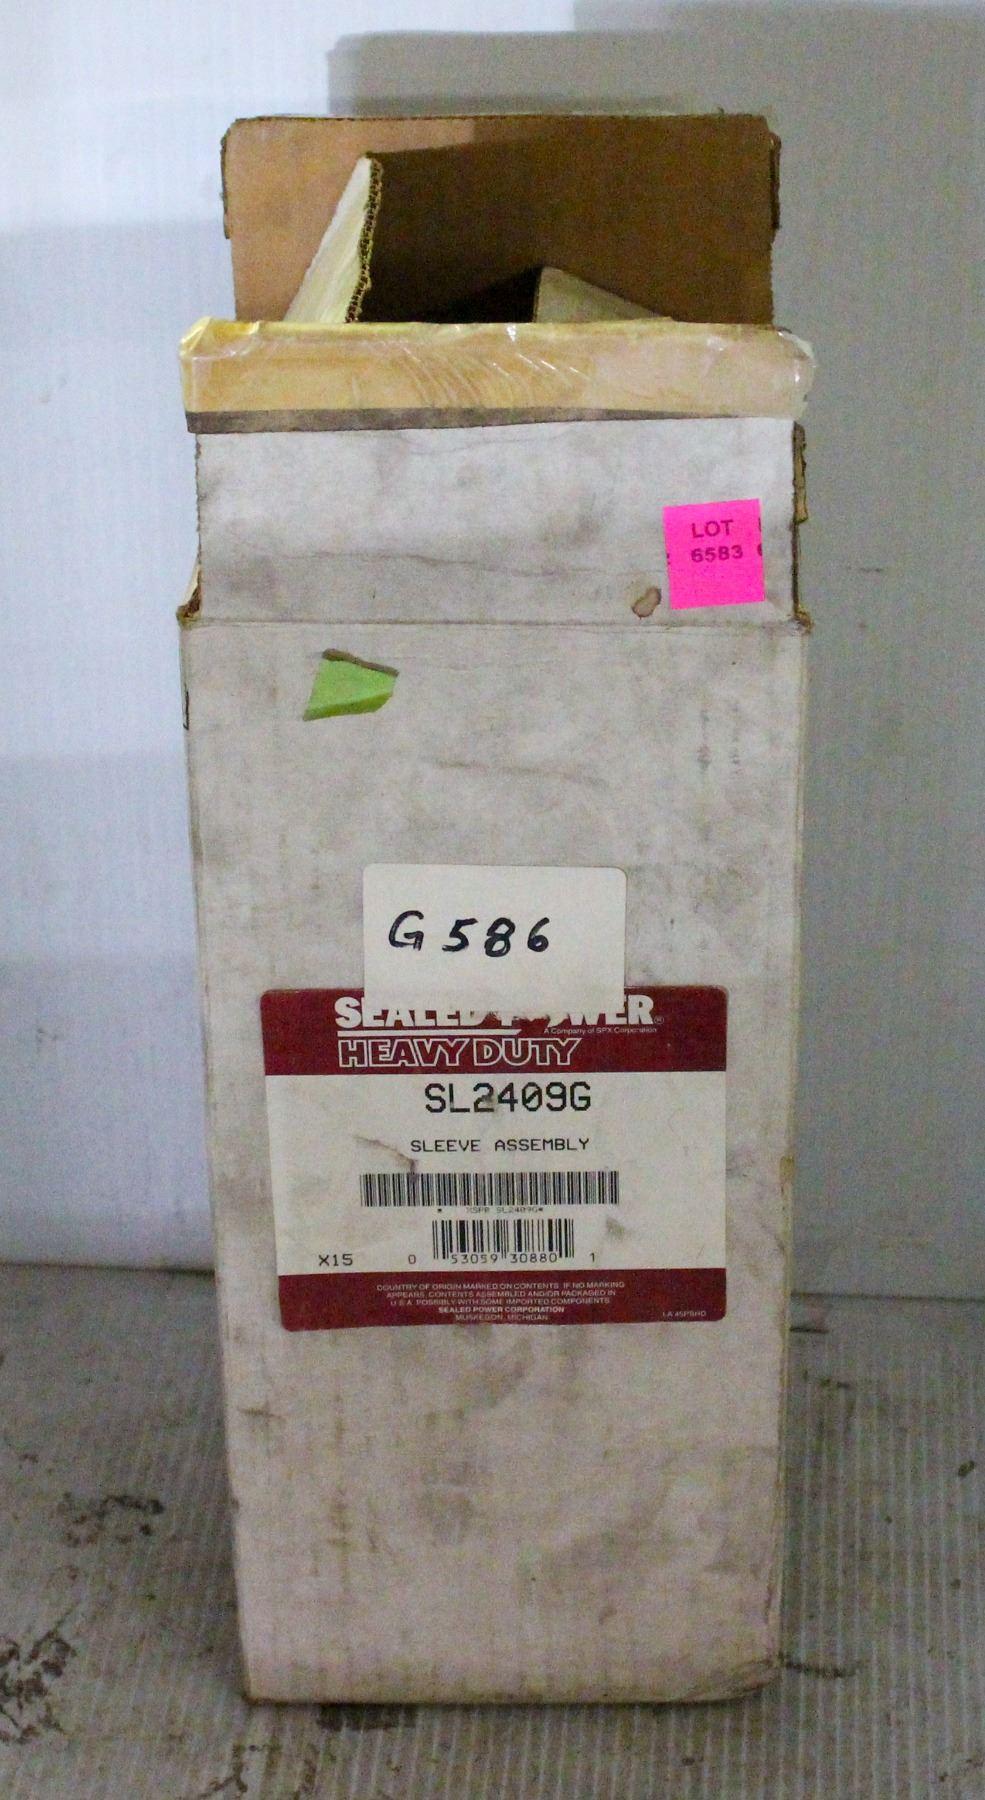 LOT
6583
G586
SEALED POWER®
A Company of SPX Corporation
HEAVY DUTY
SL2409G
SLEEVE ASSEMBLY
* XSPR SL2409G*
X15 0 53059 30880 1
COUNTRY OF ORIGIN MARKED ON CONTENTS. IF NO MARKING
APPEARS, CONTENTS ASSEMBLED AND/OR PACKAGED IN
U.S.A. POSSIBLY WITH SOME IMPORTED COMPONENTS
SEALED POWER CORPORATION
MUSKEGON, MICHIGAN